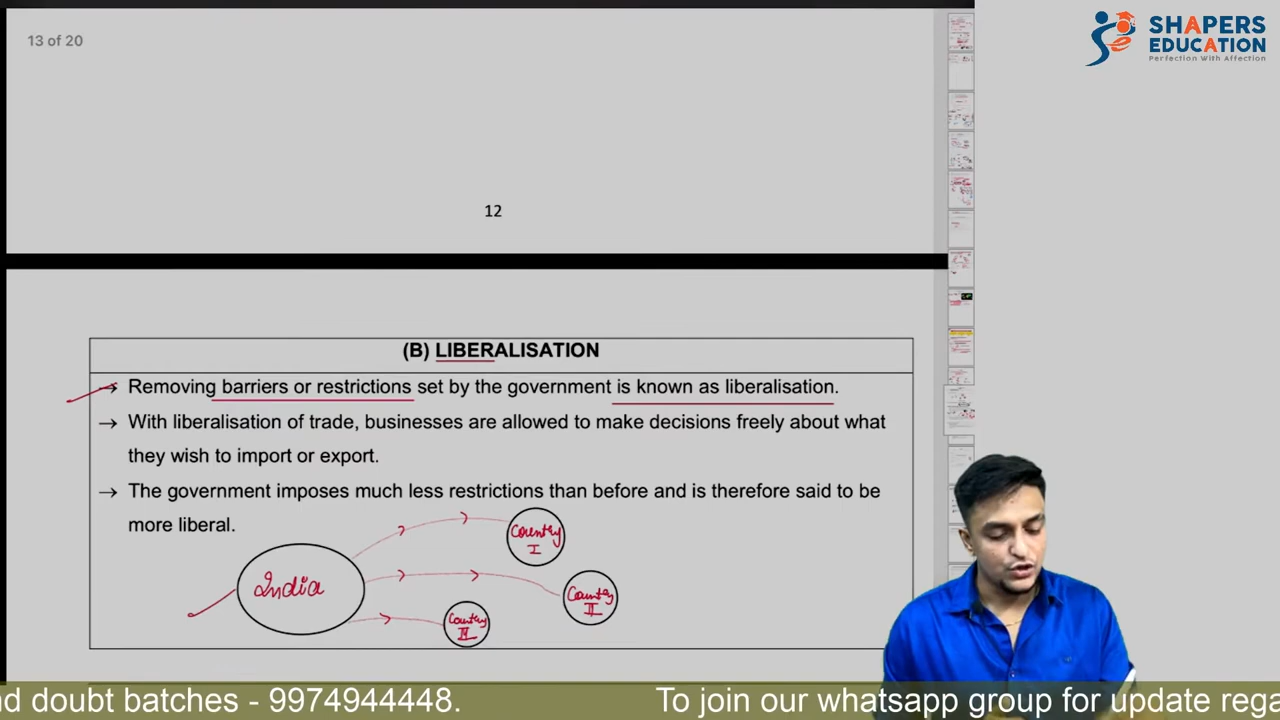 13 of 20
SHAPERS
EDUCATION
Perfection With Affection
12
(B) LIBERALISATION
→ Removing barriers or restrictions set by the government is known as liberalisation.
→ With liberalisation of trade, businesses are allowed to make decisions freely about what
they wish to import or export.
→ The government imposes much less restrictions than before and is therefore said to be
more liberal.
Country
I
India
Country
II
Country
nd doubt batches - 9974944448.
To join our whatsapp group for update rega